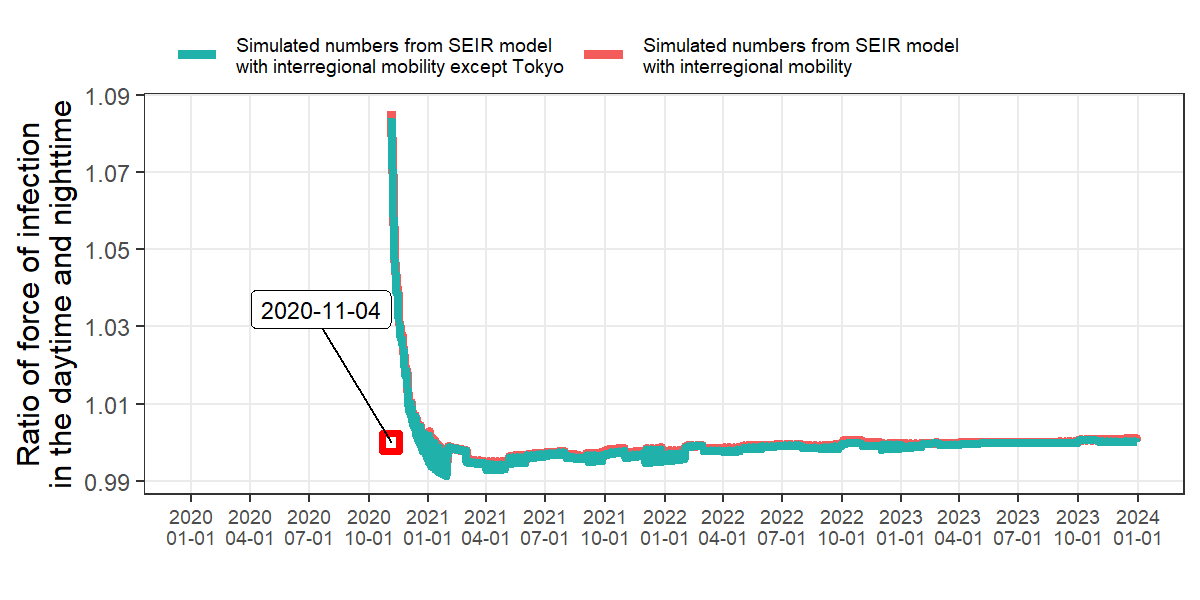 Simulated numbers from SEIR model
with interregional mobility except Tokyo
Simulated numbers from SEIR model
with interregional mobility
Ratio of force of infection
in the daytime and nighttime
1.09
1.07
1.05
1.03
1.01
0.99
2020-11-04
2020 2020 2020 2020 2021 2021 2021 2021 2022 2022 2022 2022 2023 2023 2023 2023 2024
01-01 04-01 07-01 10-01 01-01 04-01 07-01 10-01 01-01 04-01 07-01 10-01 01-01 04-01 07-01 10-01 01-01